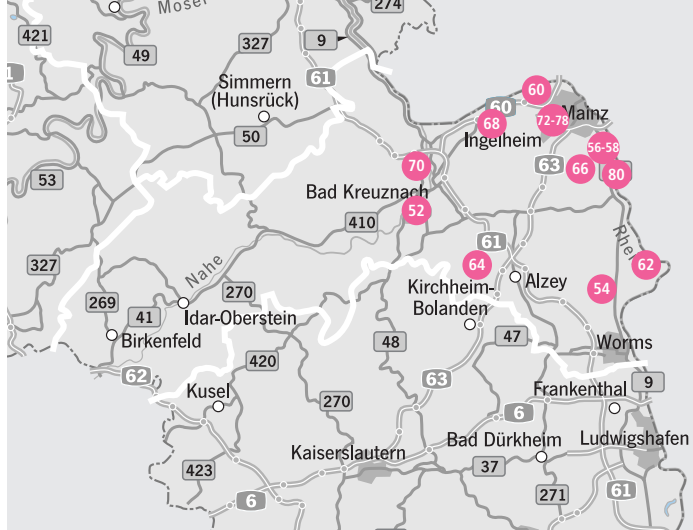 Mosel
274
421
327
9
49
61
Simmern
(Hunsrück)
60
60
Mainz
72-78
68
Ingelheim
50
56-58
63
66
80
70
53
Bad Kreuznach
52
410
61
Rhein
327
Nahe
64
62
Alzey
54
270
Kirchheim-
Bolanden
269
41
Idar-Oberstein
Birkenfeld
47
48
Worms
420
62
63
9
Kusel
Frankenthal
270
6
Kaiserslautern
Bad Dürkheim
Ludwigshafen
423
37
6
271
61